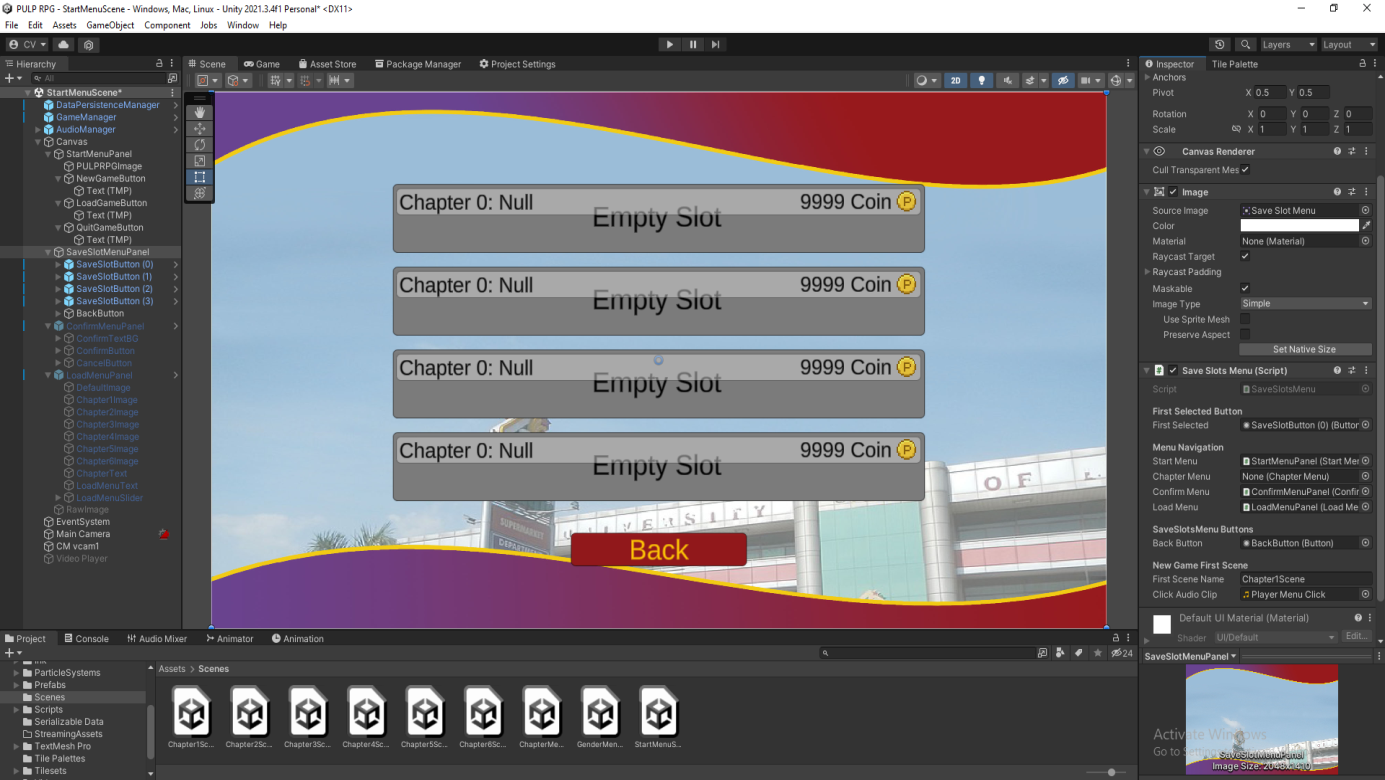 PULP RPG - StartMenuScene - Windows, Mac, Linux - Unity 2021.3.4f1 Personal* <DX11>
File Edit Assets GameObject Component Jobs Window Help
CV Layers Layout
Hierarchy Scene Game Asset Store Package Manager Project Settings Inspector Tile Palette
All
2D
StartMenuScene*
DataPersistenceManager
GameManager
AudioManager
Canvas
StartMenuPanel
PULPRPGImage
NewGameButton
Text (TMP)
LoadGameButton
Text (TMP)
QuitGameButton
Text (TMP)
SaveSlotMenuPanel
SaveSlotButton (0)
SaveSlotButton (1)
SaveSlotButton (2)
SaveSlotButton (3)
BackButton
ConfirmMenuPanel
ConfirmTextBG
ConfirmButton
CancelButton
LoadMenuPanel
DefaultImage
Chapter1Image
Chapter2Image
Chapter3Image
Chapter4Image
Chapter5Image
Chapter6Image
ChapterText
LoadMenuText
LoadMenuSlider
RawImage
EventSystem
Main Camera
CM vcam1
Video Player
Chapter 0: Null 9999 Coin P
Empty Slot
Chapter 0: Null 9999 Coin P
Empty Slot
Chapter 0: Null 9999 Coin P
Empty Slot
Chapter 0: Null 9999 Coin P
Empty Slot
OF
UNIVERSITY
SUPERMARKET
DEPARTMENT
Back
Anchors
Pivot X 0.5 Y 0.5
Rotation X 0 Y 0 Z 0
Scale X 1 Y 1 Z 1
Canvas Renderer
Cull Transparent Mes
Image
Source Image Save Slot Menu
Color
Material None (Material)
Raycast Target
Raycast Padding
Maskable
Image Type Simple
Use Sprite Mesh
Preserve Aspect
Set Native Size
Save Slots Menu (Script)
Script SaveSlotsMenu
First Selected Button
First Selected SaveSlotButton (0) (Button
Menu Navigation
Start Menu StartMenuPanel (Start Mer
Chapter Menu None (Chapter Menu)
Confirm Menu ConfirmMenuPanel (Confir
Load Menu LoadMenuPanel (Load Me
SaveSlotsMenu Buttons
Back Button BackButton (Button)
New Game First Scene
First Scene Name Chapter1Scene
Click Audio Clip Player Menu Click
Default UI Material (Material)
Shader UI/Default Edit...
SaveSlotMenuPanel
Activate Windows
SaveSlotMenuPanel
Project Console Audio Mixer Animator Animation
24
Assets > Scenes
Ink
ParticleSystems
Prefabs
Scenes
Scripts
Serializable Data
StreamingAssets
TextMesh Pro
Tile Palettes
Tilesets
Chapter1Sc... Chapter2Sc... Chapter3Sc... Chapter4Sc... Chapter5Sc... Chapter6Sc... ChapterMe... GenderMen... StartMenuS...